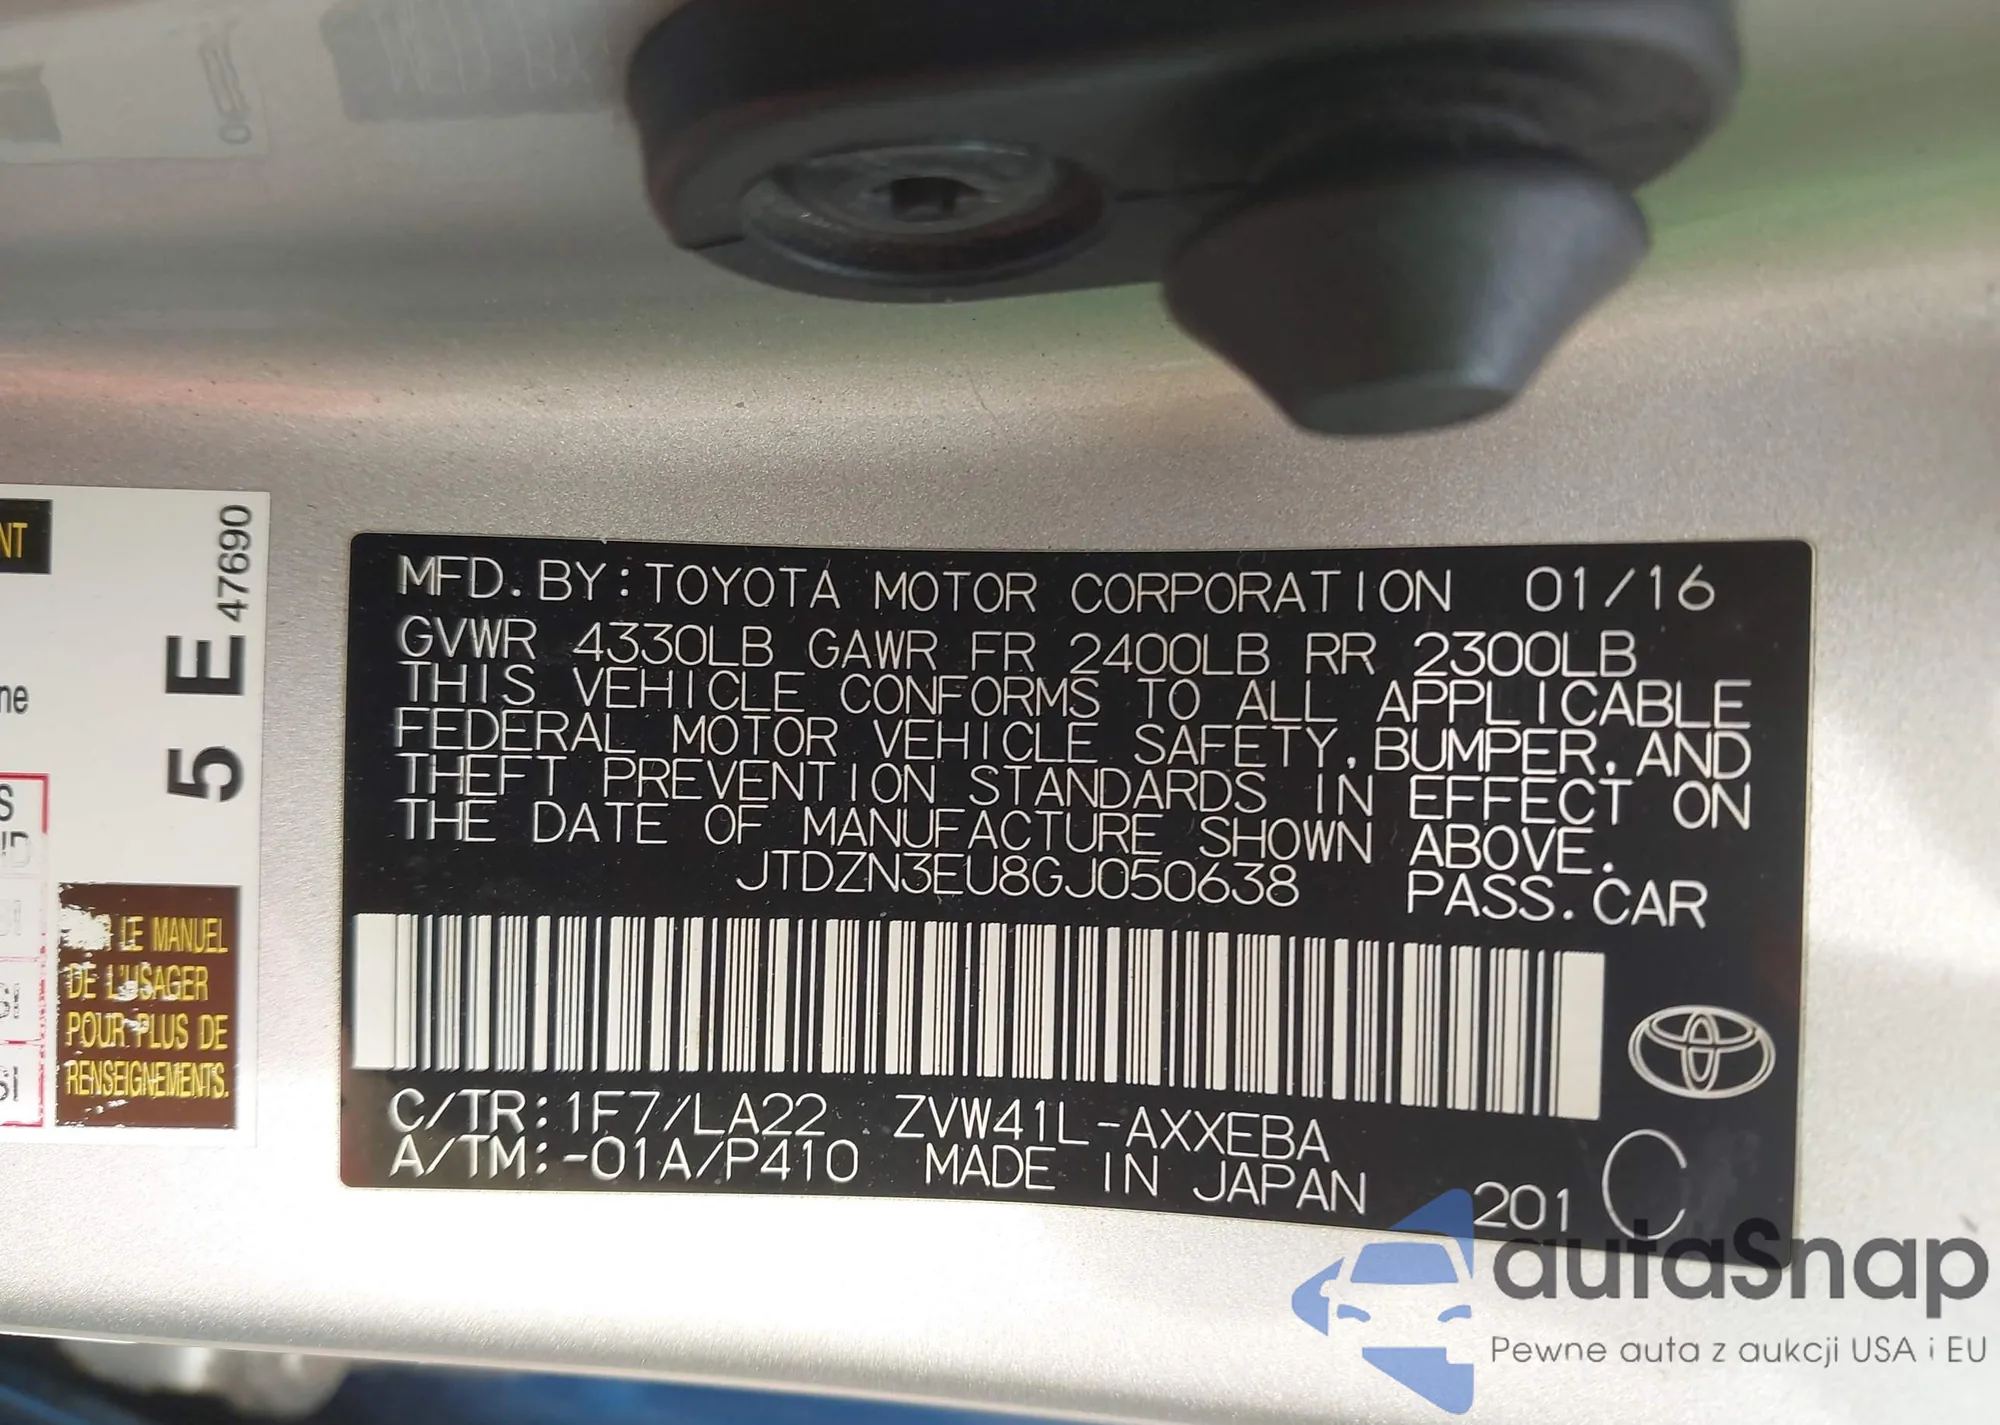 NT
5 E 47690
ne
S
LE MANUEL
DE L'USAGER
POUR PLUS DE
RENSEIGNEMENTS.
MFD. BY: TOYOTA MOTOR CORPORATION 01/16
GVWR 4330LB GAWR FR 2400LB RR 2300LB
THIS VEHICLE CONFORMS TO ALL APPLICABLE
FEDERAL MOTOR VEHICLE SAFETY, BUMPER, AND
THEFT PREVENTION STANDARDS IN EFFECT ON
THE DATE OF MANUFACTURE SHOWN ABOVE.
JTDZN3EU8GJ050638 PASS. CAR
C/TR: 1F7/LA22 ZVW41L-AXXEBA
A/TM: -01A/P410 MADE IN JAPAN 201 C
autaSnap
Pewne auta z aukcji USA i EU